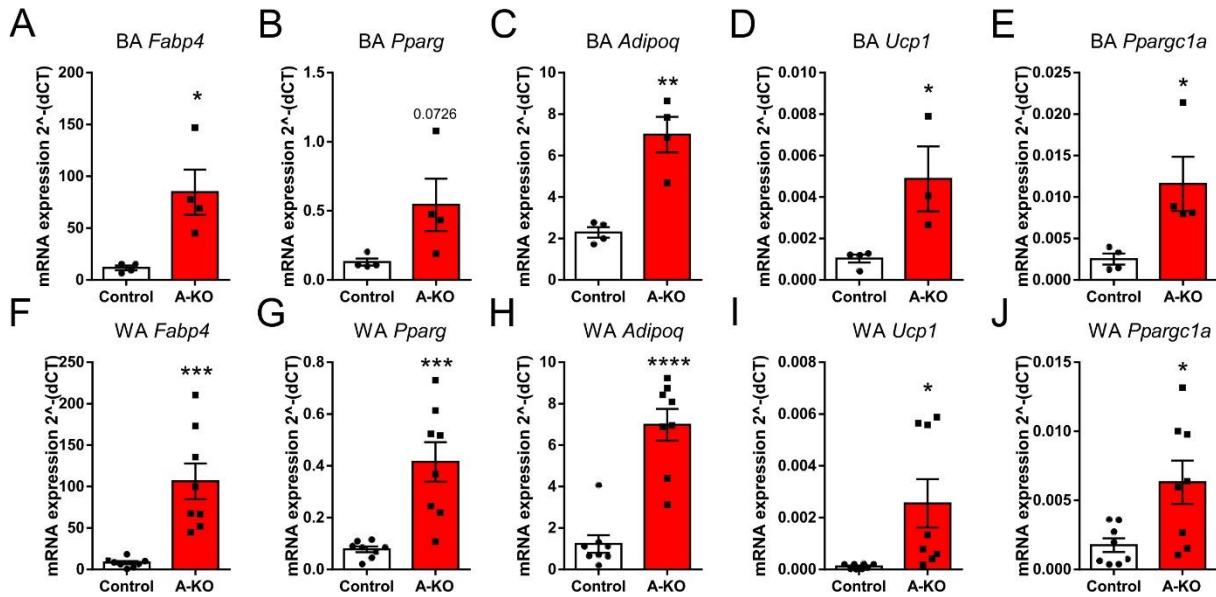 A
BA Fabp4
mRNA expression 2^-(dCT)
200
150
100
50
0
*
Control
A-KO
B
BA Pparg
mRNA expression 2^-(dCT)
1.5
1.0
0.5
0.0
0.0726
Control
A-KO
C
BA Adipoq
mRNA expression 2^-(dCT)
10
8
6
4
2
0
**
Control
A-KO
D
BA Ucp1
mRNA expression 2^-(dCT)
0.010
0.008
0.006
0.004
0.002
0.000
*
Control
A-KO
E
BA Ppargc1a
mRNA expression 2^-(dCT)
0.025
0.020
0.015
0.010
0.005
0.000
*
Control
A-KO
F
WA Fabp4
mRNA expression 2^-(dCT)
250
200
150
100
50
0
***
Control
A-KO
G
WA Pparg
mRNA expression 2^-(dCT)
0.8
0.6
0.4
0.2
0.0
***
Control
A-KO
H
WA Adipoq
mRNA expression 2^-(dCT)
10
8
6
4
2
0
****
Control
A-KO
I
WA Ucp1
mRNA expression 2^-(dCT)
0.008
0.006
0.004
0.002
0.000
*
Control
A-KO
J
WA Ppargc1a
mRNA expression 2^-(dCT)
0.015
0.010
0.005
0.000
*
Control
A-KO